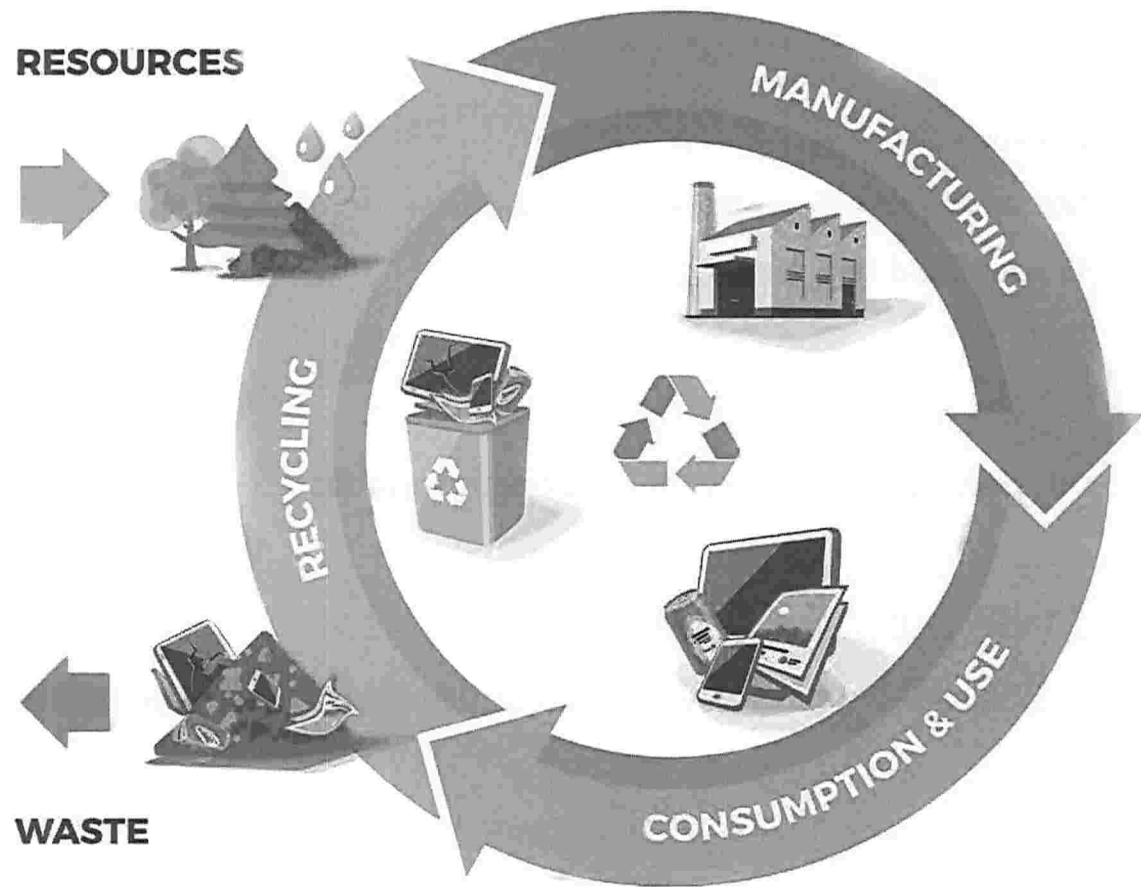 RESOURCES
MANUFACTURING
RECYCLING
CONSUMPTION & USE
WASTE